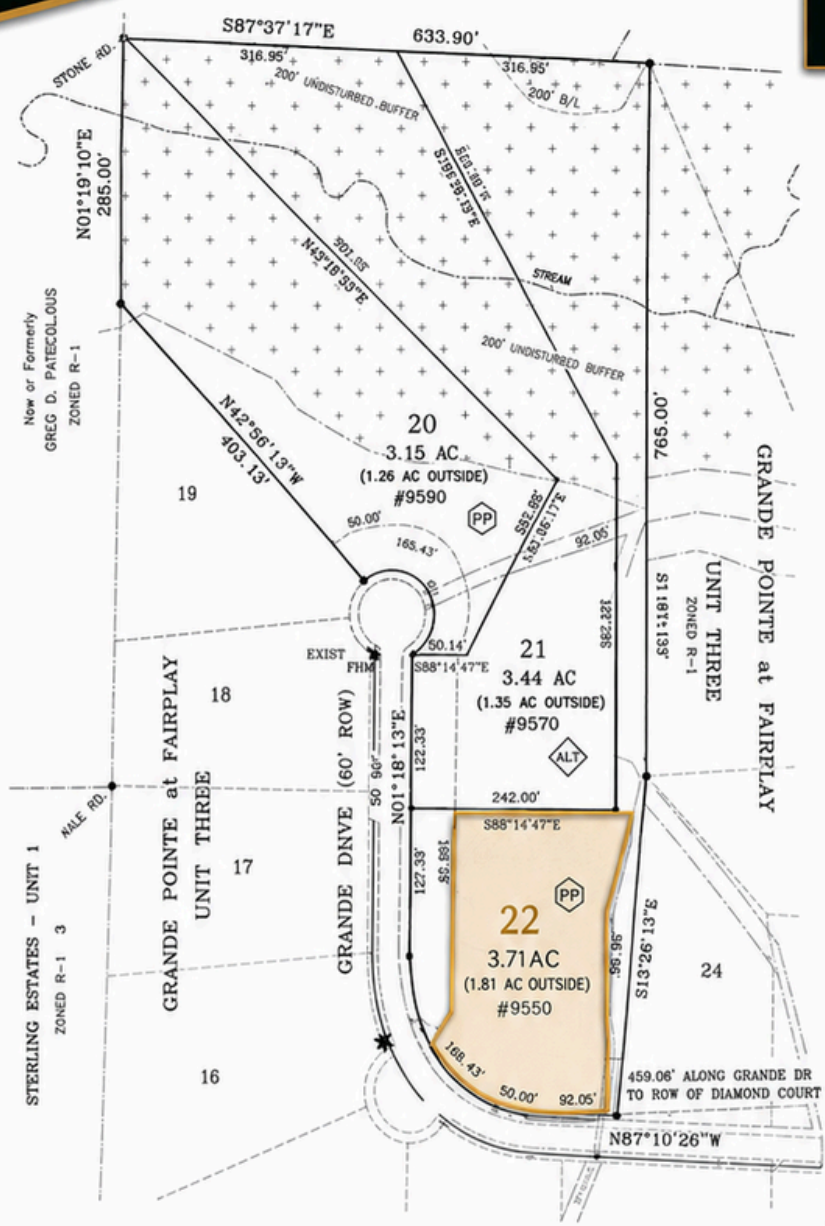 S87°37'17"E
633.90'
316.95'
316.95'
STONE RD.
200' UNDISTURBED BUFFER
200' B/L
N01°19'10"E
285.00'
N43°18'53"E
STREAM
200' UNDISTURBED BUFFER
Now or Formerly
GREG D. PATECOLOUS
ZONED R-1
N42°56'13"W
403.13'
765.00'
20
3.15 AC
(1.26 AC OUTSIDE)
#9590
PP
19
50.00'
165.43'
92.05'
GRANDE POINTE at FAIRPLAY
UNIT THREE
ZONED R-1
EXIST
FHM
50.14'
S88°14'47"E
21
3.44 AC
(1.35 AC OUTSIDE)
#9570
ALT
18
GRANDE POINTE at FAIRPLAY
UNIT THREE
GRANDE DNVE (60' ROW)
N01°18'13"E
122.33'
242.00'
S88°14'47"E
NALE RD.
17
127.33'
PP
22
3.71AC
(1.81 AC OUTSIDE)
#9550
S13°26'13"E
24
STERLING ESTATES – UNIT 1
ZONED R-1 3
16
168.43'
50.00'
92.05'
459.06' ALONG GRANDE DR
TO ROW OF DIAMOND COURT
N87°10'26"W